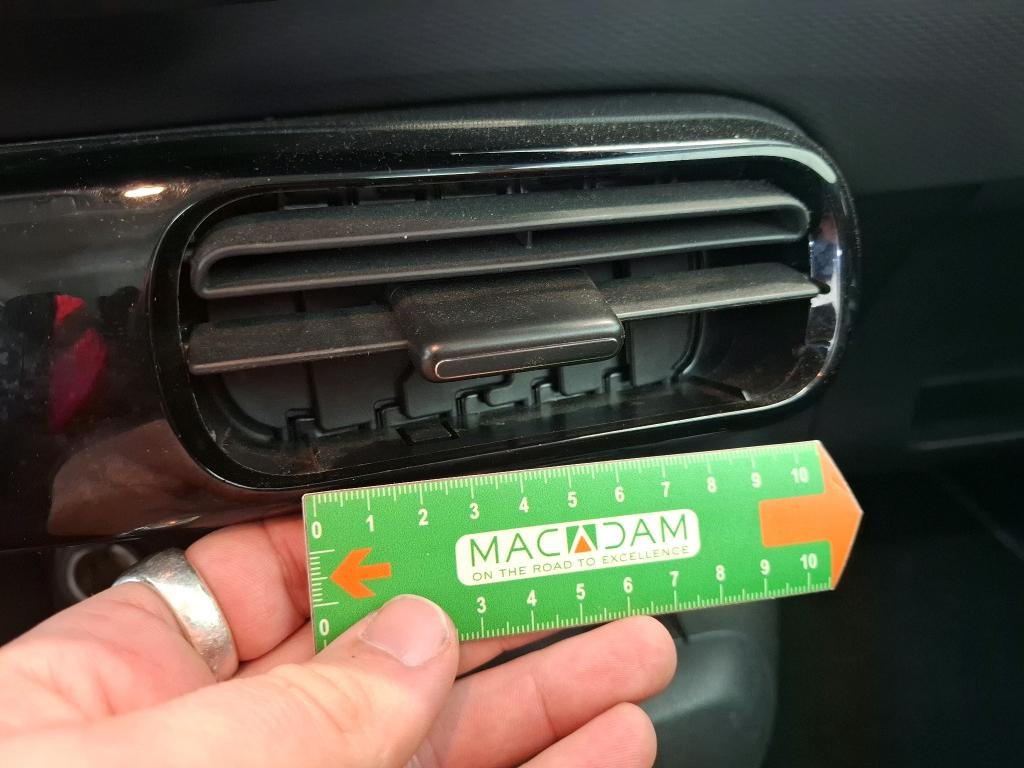 0 1 2 3 4 5 6 7 8 9 10
MACADAM
ON THE ROAD TO EXCELLENCE
0 3 4 5 6 7 8 9 10